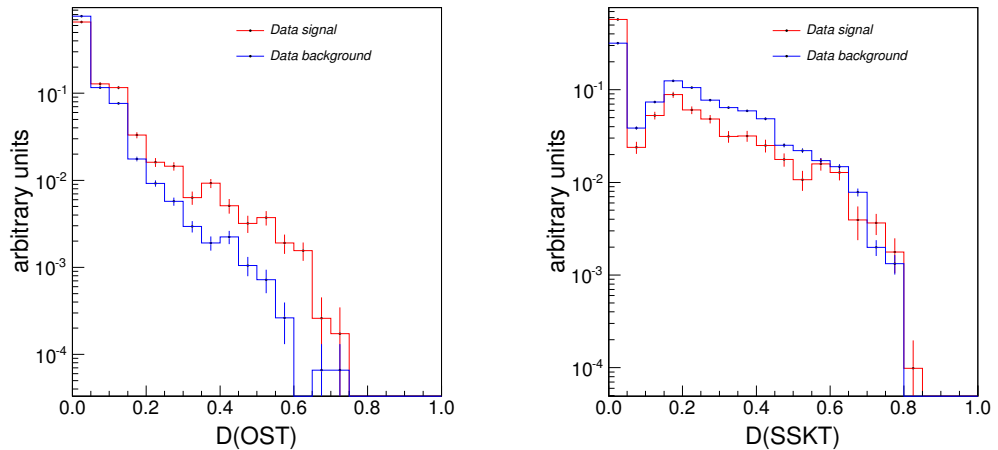 Data signal
Data background
arbitrary units
10⁻¹
10⁻²
10⁻³
10⁻⁴
0.0 0.2 0.4 0.6 0.8 1.0
D(OST)
Data signal
Data background
arbitrary units
10⁻¹
10⁻²
10⁻³
10⁻⁴
0.0 0.2 0.4 0.6 0.8 1.0
D(SSKT)